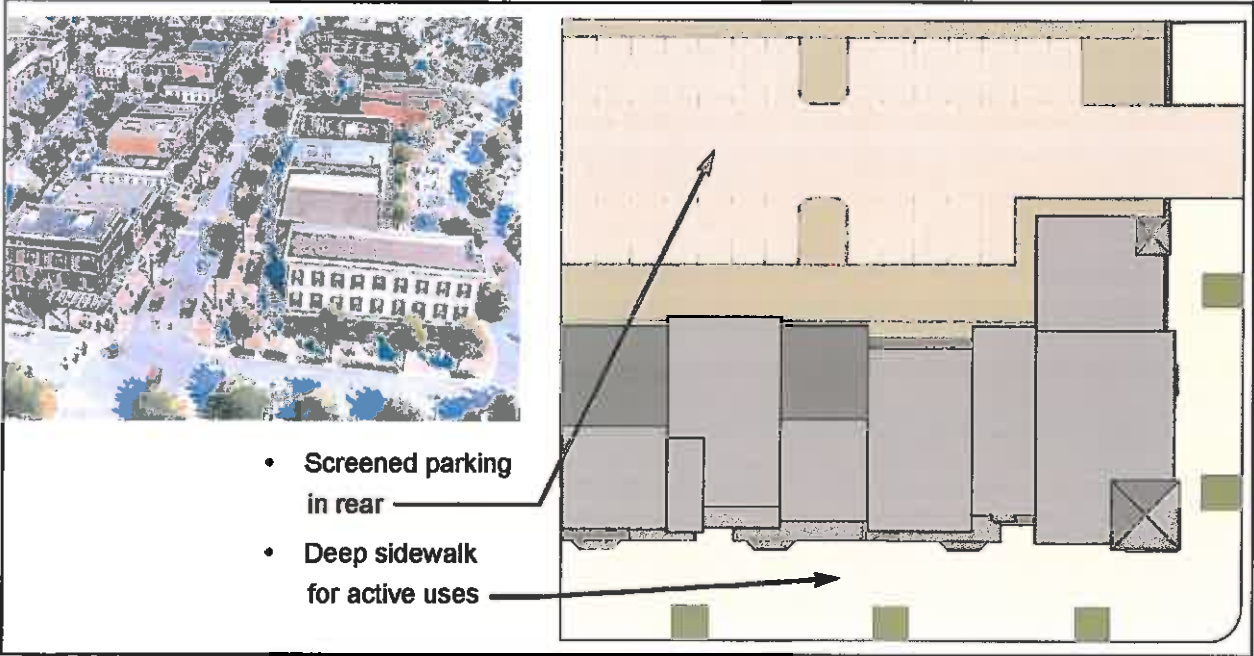 • Screened parking
in rear
• Deep sidewalk
for active uses